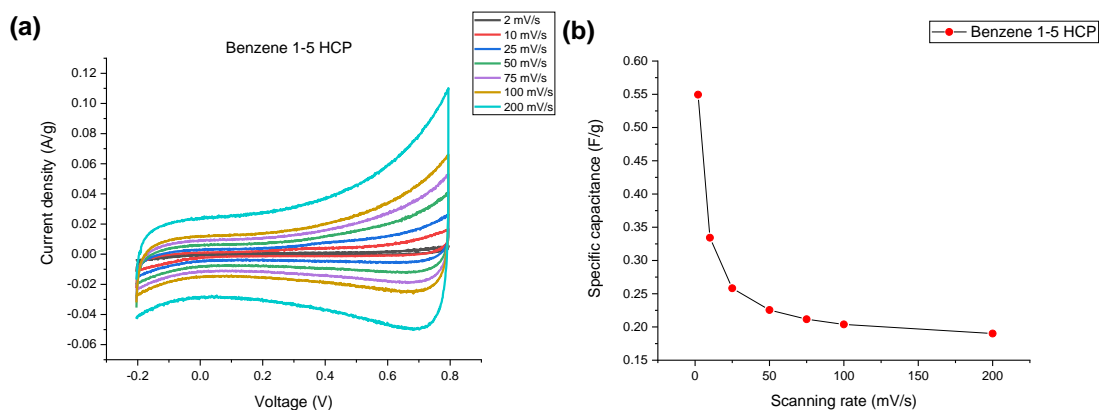 (a)
Benzene 1-5 HCP
2 mV/s
10 mV/s
25 mV/s
50 mV/s
75 mV/s
100 mV/s
200 mV/s
Current density (A/g)
0.12
0.10
0.08
0.06
0.04
0.02
0.00
-0.02
-0.04
-0.06
-0.2 0.0 0.2 0.4 0.6 0.8
Voltage (V)
(b)
Benzene 1-5 HCP
Specific capacitance (F/g)
0.60
0.55
0.50
0.45
0.40
0.35
0.30
0.25
0.20
0.15
0 50 100 150 200
Scanning rate (mV/s)